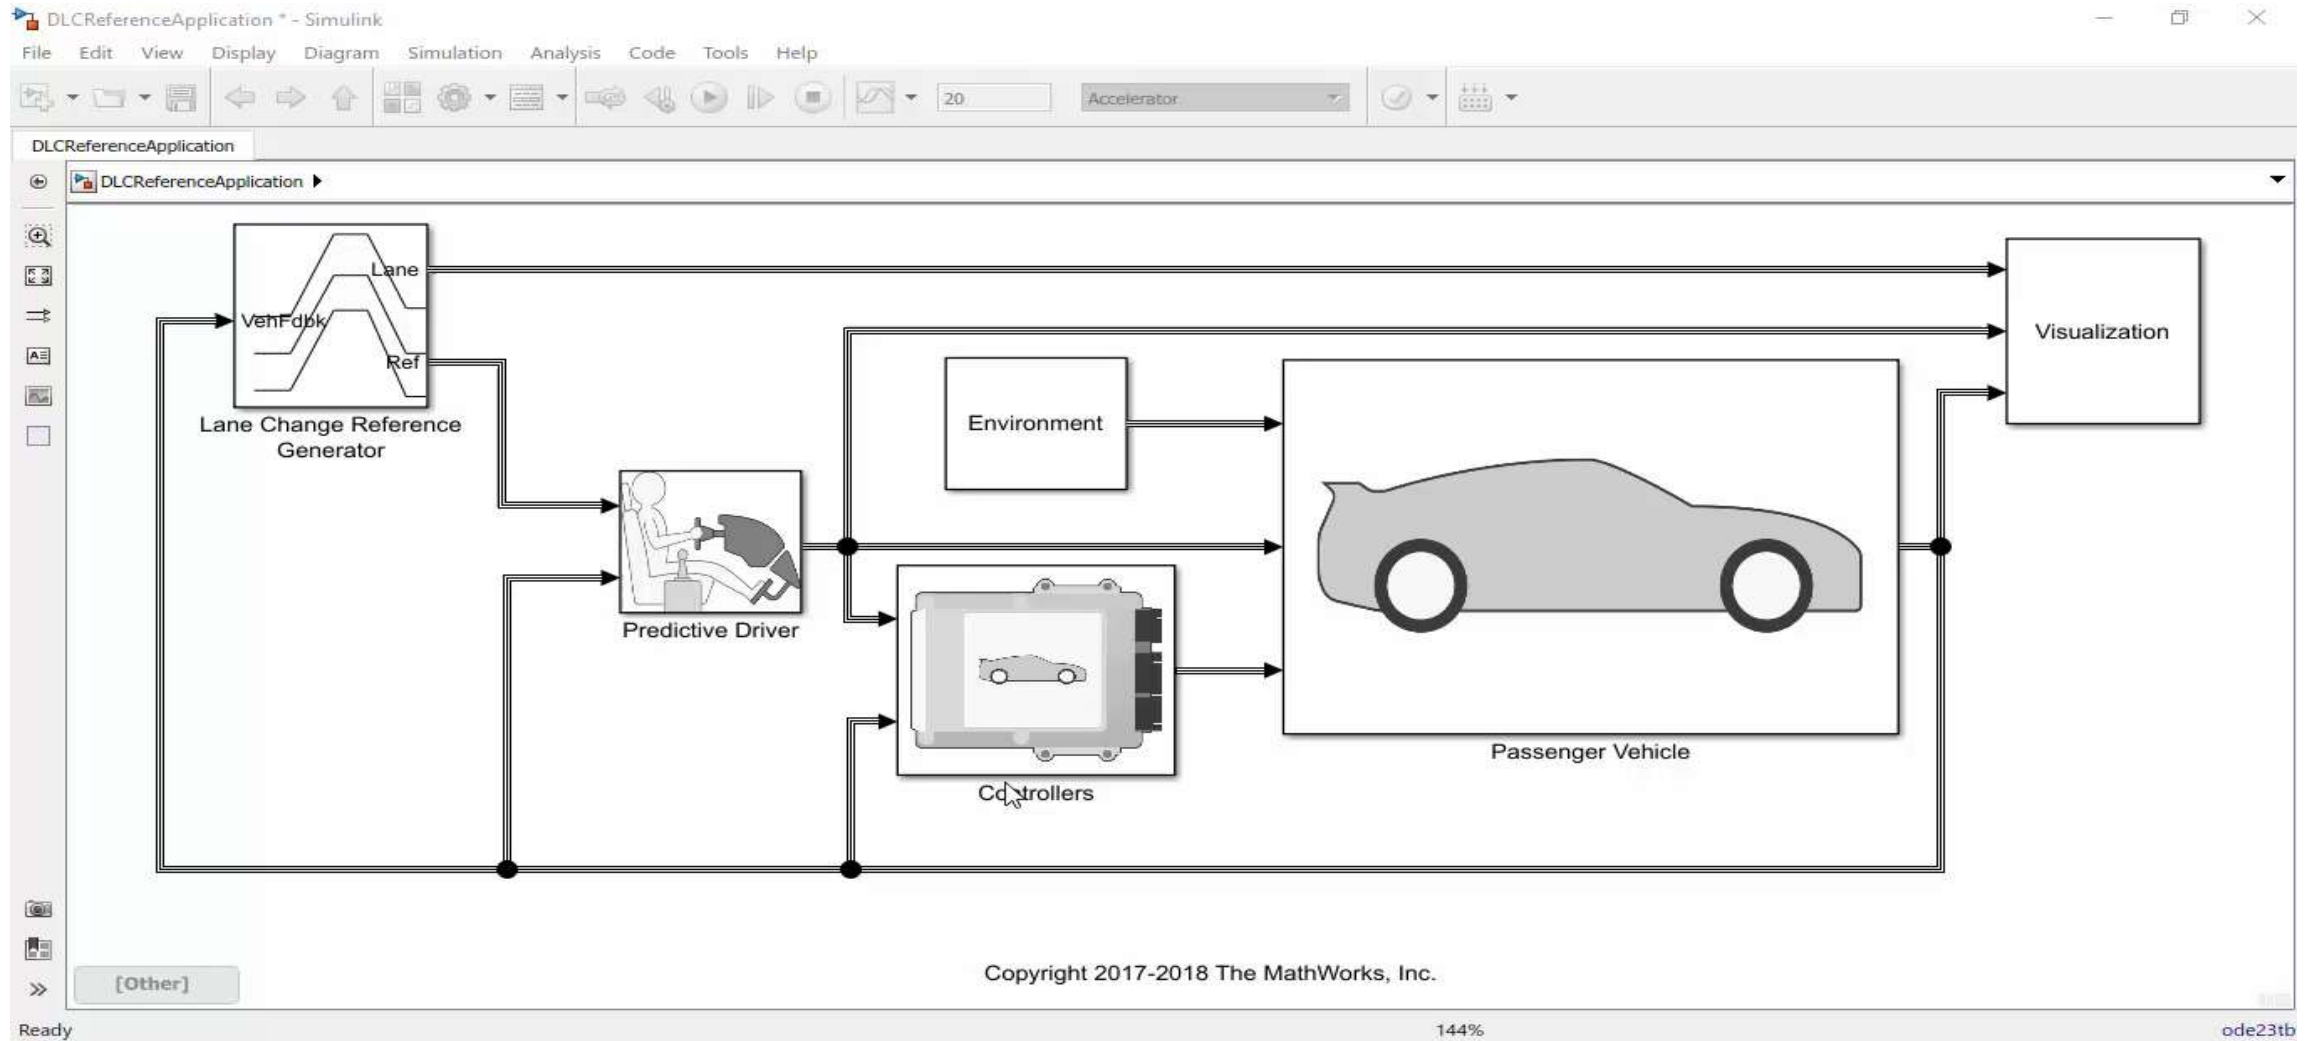 DLCReferenceApplication * - Simulink
File Edit View Display Diagram Simulation Analysis Code Tools Help
20 Accelerator
DLCReferenceApplication
DLCReferenceApplication
Lane
VehFdbk
Ref
Lane Change Reference
Generator
Visualization
Environment
Predictive Driver
Passenger Vehicle
Controllers
Copyright 2017-2018 The MathWorks, Inc.
[Other]
Ready 144% ode23tb